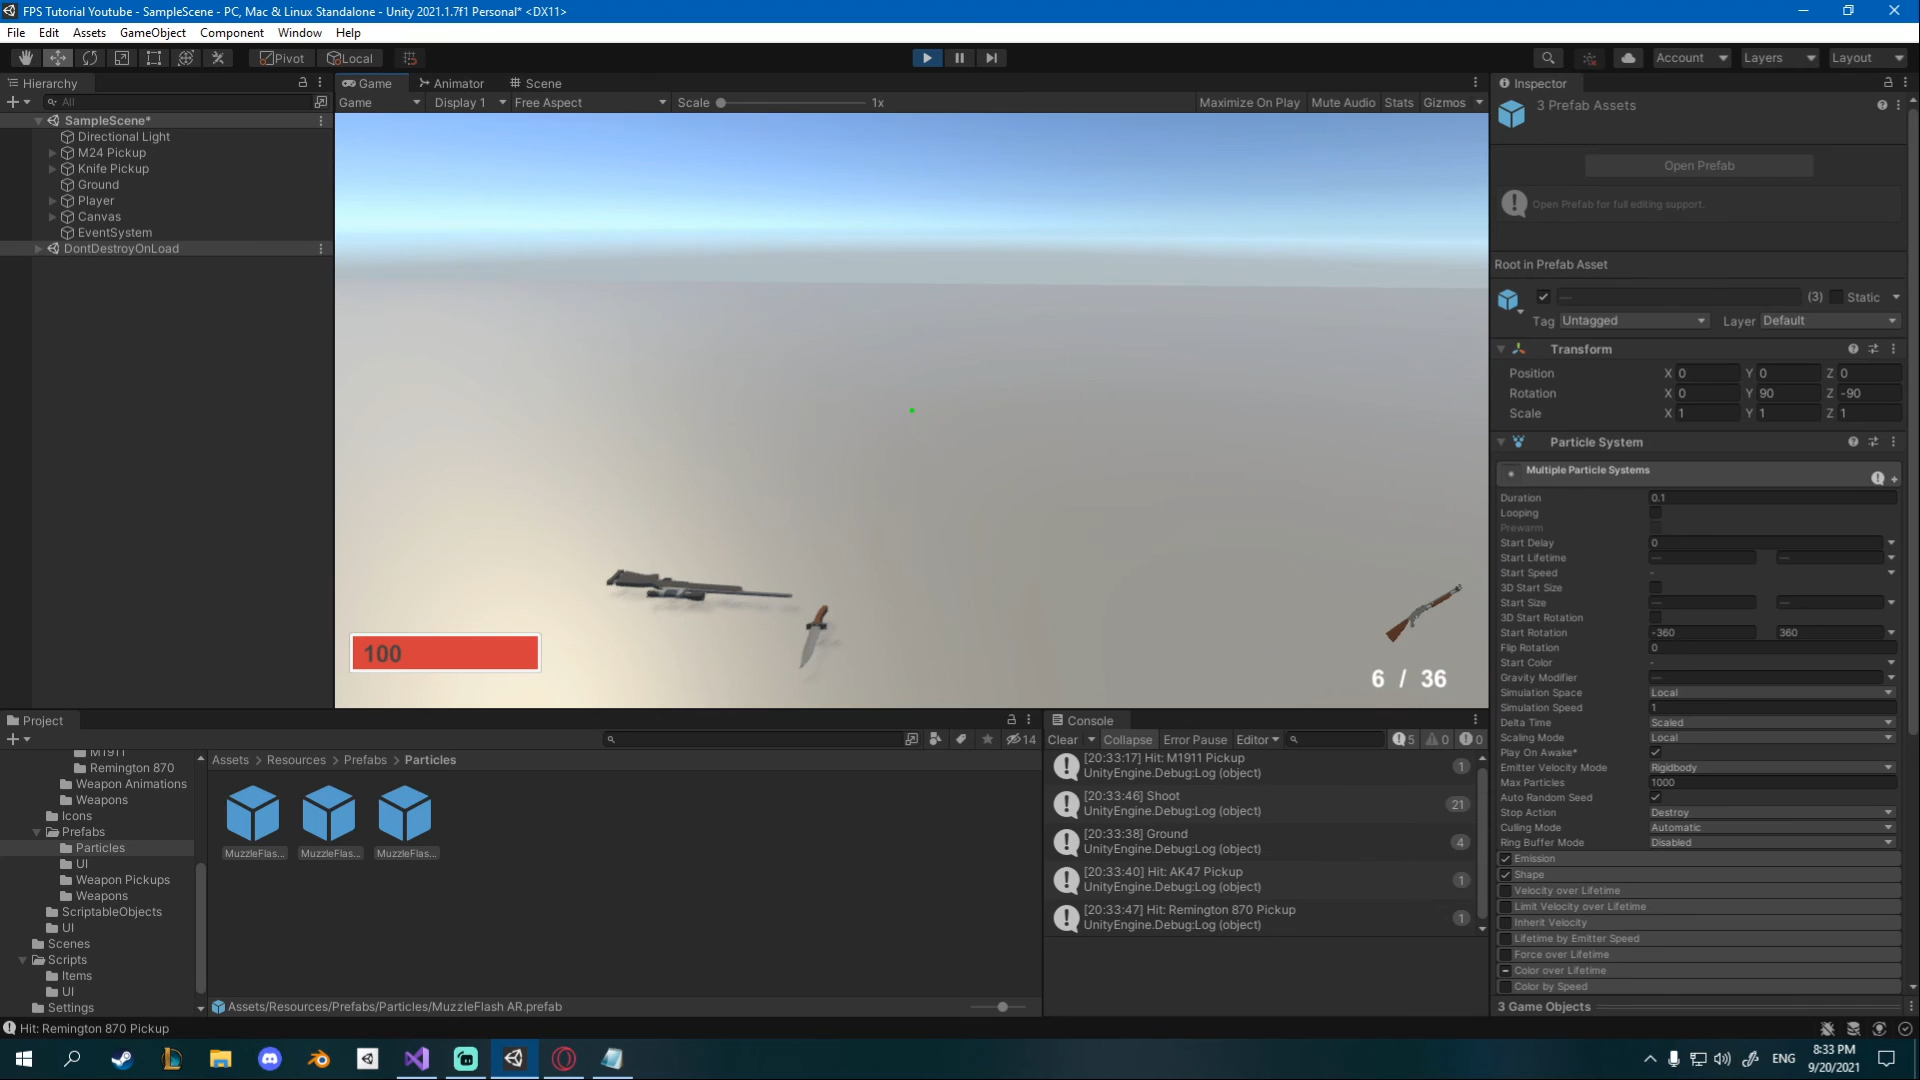 FPS Tutorial Youtube - SampleScene - PC, Mac & Linux Standalone - Unity 2021.1.7f1 Personal* <DX11>
File Edit Assets GameObject Component Window Help
Pivot Local Account Layers Layout
Hierarchy
All
SampleScene*
Directional Light
M24 Pickup
Knife Pickup
Ground
Player
Canvas
EventSystem
DontDestroyOnLoad
Game Animator Scene
Game Display 1 Free Aspect Scale 1x Maximize On Play Mute Audio Stats Gizmos
100
6 / 36
Inspector
3 Prefab Assets
Open Prefab
Open Prefab for full editing support.
Root in Prefab Asset
— (3) Static
Tag Untagged Layer Default
Transform
Position X 0 Y 0 Z 0
Rotation X 0 Y 90 Z -90
Scale X 1 Y 1 Z 1
Particle System
Multiple Particle Systems
Duration 0.1
Looping
Prewarm
Start Delay 0
Start Lifetime — —
Start Speed -
3D Start Size
Start Size — —
3D Start Rotation
Start Rotation -360 360
Flip Rotation 0
Start Color -
Gravity Modifier —
Simulation Space Local
Simulation Speed 1
Delta Time Scaled
Scaling Mode Local
Play On Awake*
Emitter Velocity Mode Rigidbody
Max Particles 1000
Auto Random Seed
Stop Action Destroy
Culling Mode Automatic
Ring Buffer Mode Disabled
Emission
Shape
Velocity over Lifetime
Limit Velocity over Lifetime
Inherit Velocity
Lifetime by Emitter Speed
Force over Lifetime
Color over Lifetime
Color by Speed
3 Game Objects
Project
14
M1911
Remington 870
Weapon Animations
Weapons
Icons
Prefabs
Particles
UI
Weapon Pickups
Weapons
ScriptableObjects
UI
Scenes
Scripts
Items
UI
Settings
Assets > Resources > Prefabs > Particles
MuzzleFlas... MuzzleFlas... MuzzleFlas...
Assets/Resources/Prefabs/Particles/MuzzleFlash AR.prefab
Console
Clear Collapse Error Pause Editor 5 0 0
[20:33:17] Hit: M1911 Pickup
UnityEngine.Debug:Log (object)
1
[20:33:46] Shoot
UnityEngine.Debug:Log (object)
21
[20:33:38] Ground
UnityEngine.Debug:Log (object)
4
[20:33:40] Hit: AK47 Pickup
UnityEngine.Debug:Log (object)
1
[20:33:47] Hit: Remington 870 Pickup
UnityEngine.Debug:Log (object)
1
Hit: Remington 870 Pickup
ENG
8:33 PM
9/20/2021